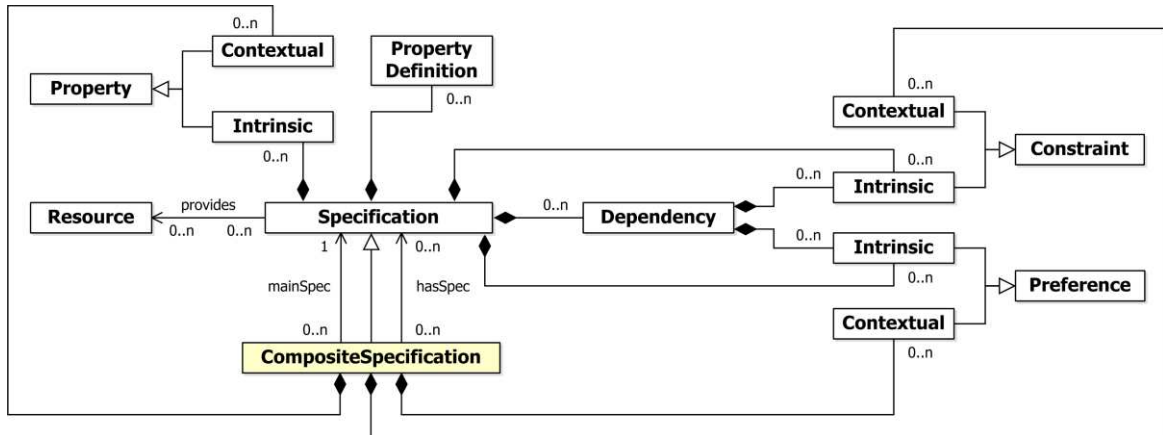 0..n
Contextual
Property
Definition
Property
0..n
0..n
Contextual
Intrinsic
Constraint
0..n
0..n
0..n
Intrinsic
Resource
provides
Specification
0..n
Dependency
0..n
0..n
1
0..n
0..n
Intrinsic
mainSpec
hasSpec
0..n
Preference
0..n
0..n
Contextual
CompositeSpecification
0..n